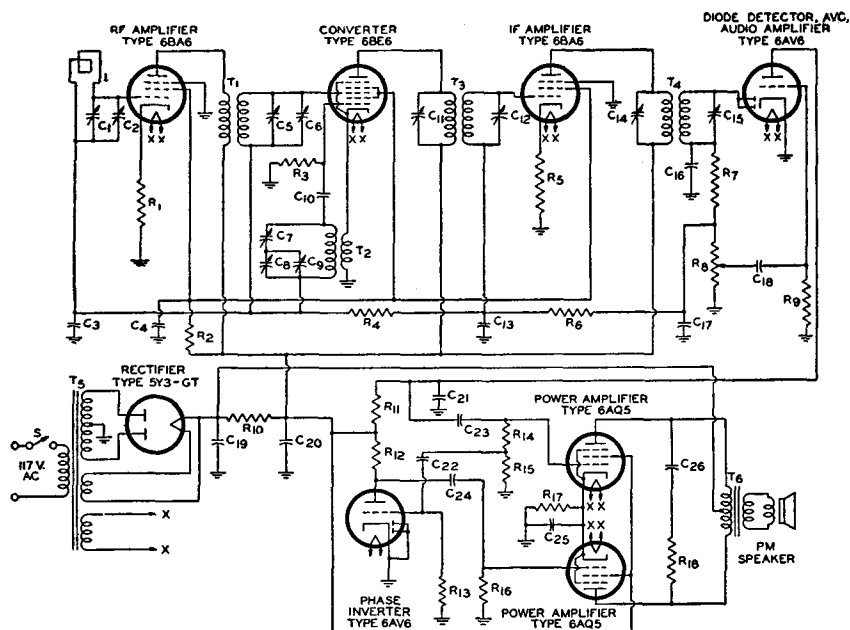 RF AMPLIFIER
TYPE 6BA6
CONVERTER
TYPE 6BE6
IF AMPLIFIER
TYPE 6BA6
DIODE DETECTOR, AVC,
AUDIO AMPLIFIER
TYPE 6AV6
L
T1
T3
T4
C1
C2
C5
C6
C11
C12
C14
C15
X X
X X
X X
X X
R1
R3
C10
R5
C16
R7
C7
C8
C9
T2
R8
C18
R9
C3
C4
R2
R4
C13
R6
C17
RECTIFIER
TYPE 5Y3-GT
T5
S
117 V.
AC
R10
C19
C20
X
X
R11
C21
C23
R14
R12
C22
R15
C24
POWER AMPLIFIER
TYPE 6AQ5
R17
X X
X X
C25
C26
T6
R18
PM
SPEAKER
R13
R16
PHASE
INVERTER
TYPE 6AV6
POWER AMPLIFIER
TYPE 6AQ5